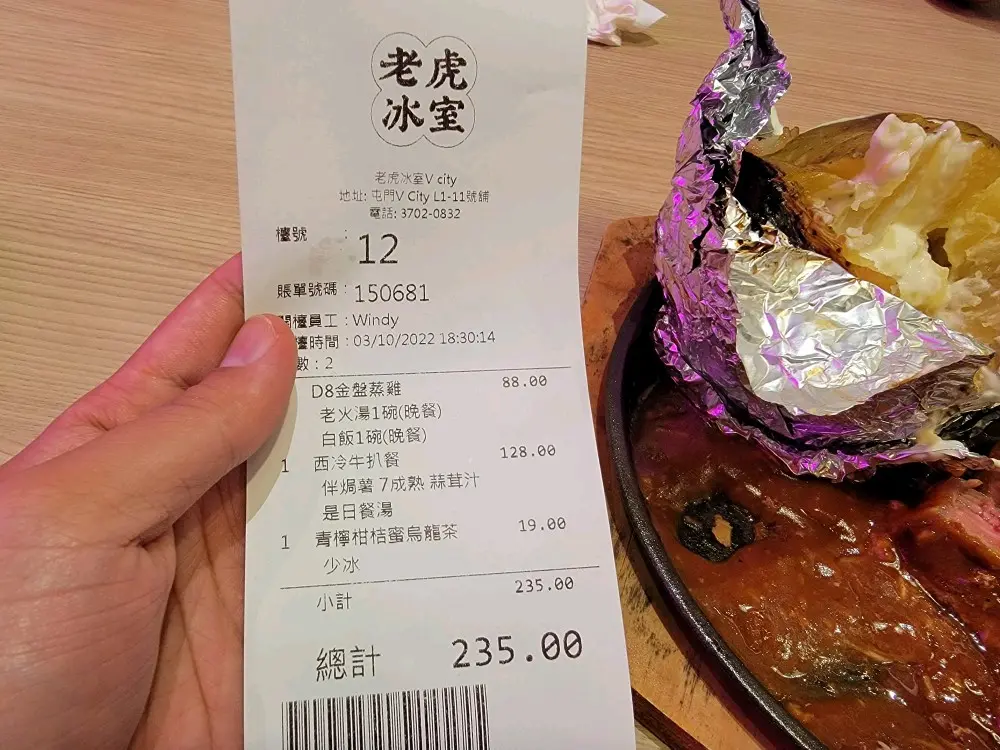 老虎
冰室
老虎冰室V city
地址: 屯門V City L1-11號舖
電話: 3702-0832
檯號 : 12
賬單號碼 : 150681
開檯員工 : Windy
檯時間 : 03/10/2022 18:30:14
數 : 2
D8金盤蒸雞 88.00
老火湯1碗(晚餐)
白飯1碗(晚餐)
1 西冷牛扒餐 128.00
伴焗薯 7成熟 蒜茸汁
是日餐湯
1 青檸柑桔蜜烏龍茶 19.00
少冰
小計 235.00
總計 235.00